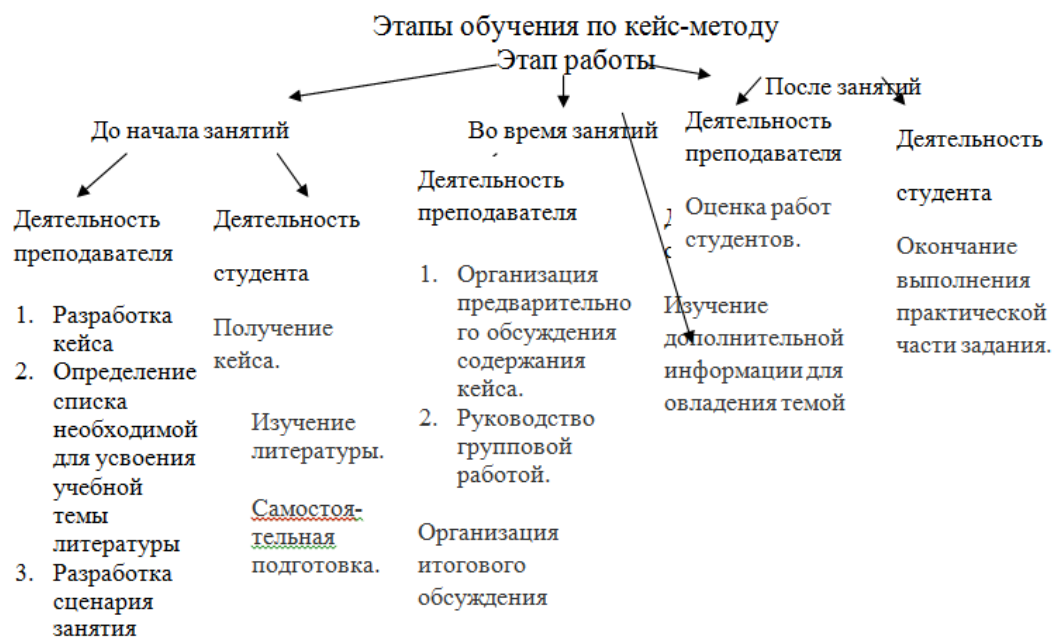 Этапы обучения по кейс-методу
Этап работы
До начала занятий
Деятельность
преподавателя
1. Разработка
кейса
2. Определение
списка
необходимой
для усвоения
учебной
темы
литературы
3. Разработка
сценария
занятия
Деятельность
студента
Получение
кейса.
Изучение
литературы.
Самостоя-
тельная
подготовка.
Во время занятий
Деятельность
преподавателя
1. Организация
предварительно
го обсуждения
содержания
кейса.
2. Руководство
групповой
работой.
Организация
итогового
обсуждения
Изучение
дополнительной
информации для
овладения темой
После занятий
Деятельность
преподавателя
Оценка работ
студентов.
Деятельность
студента
Окончание
выполнения
практической
части задания.